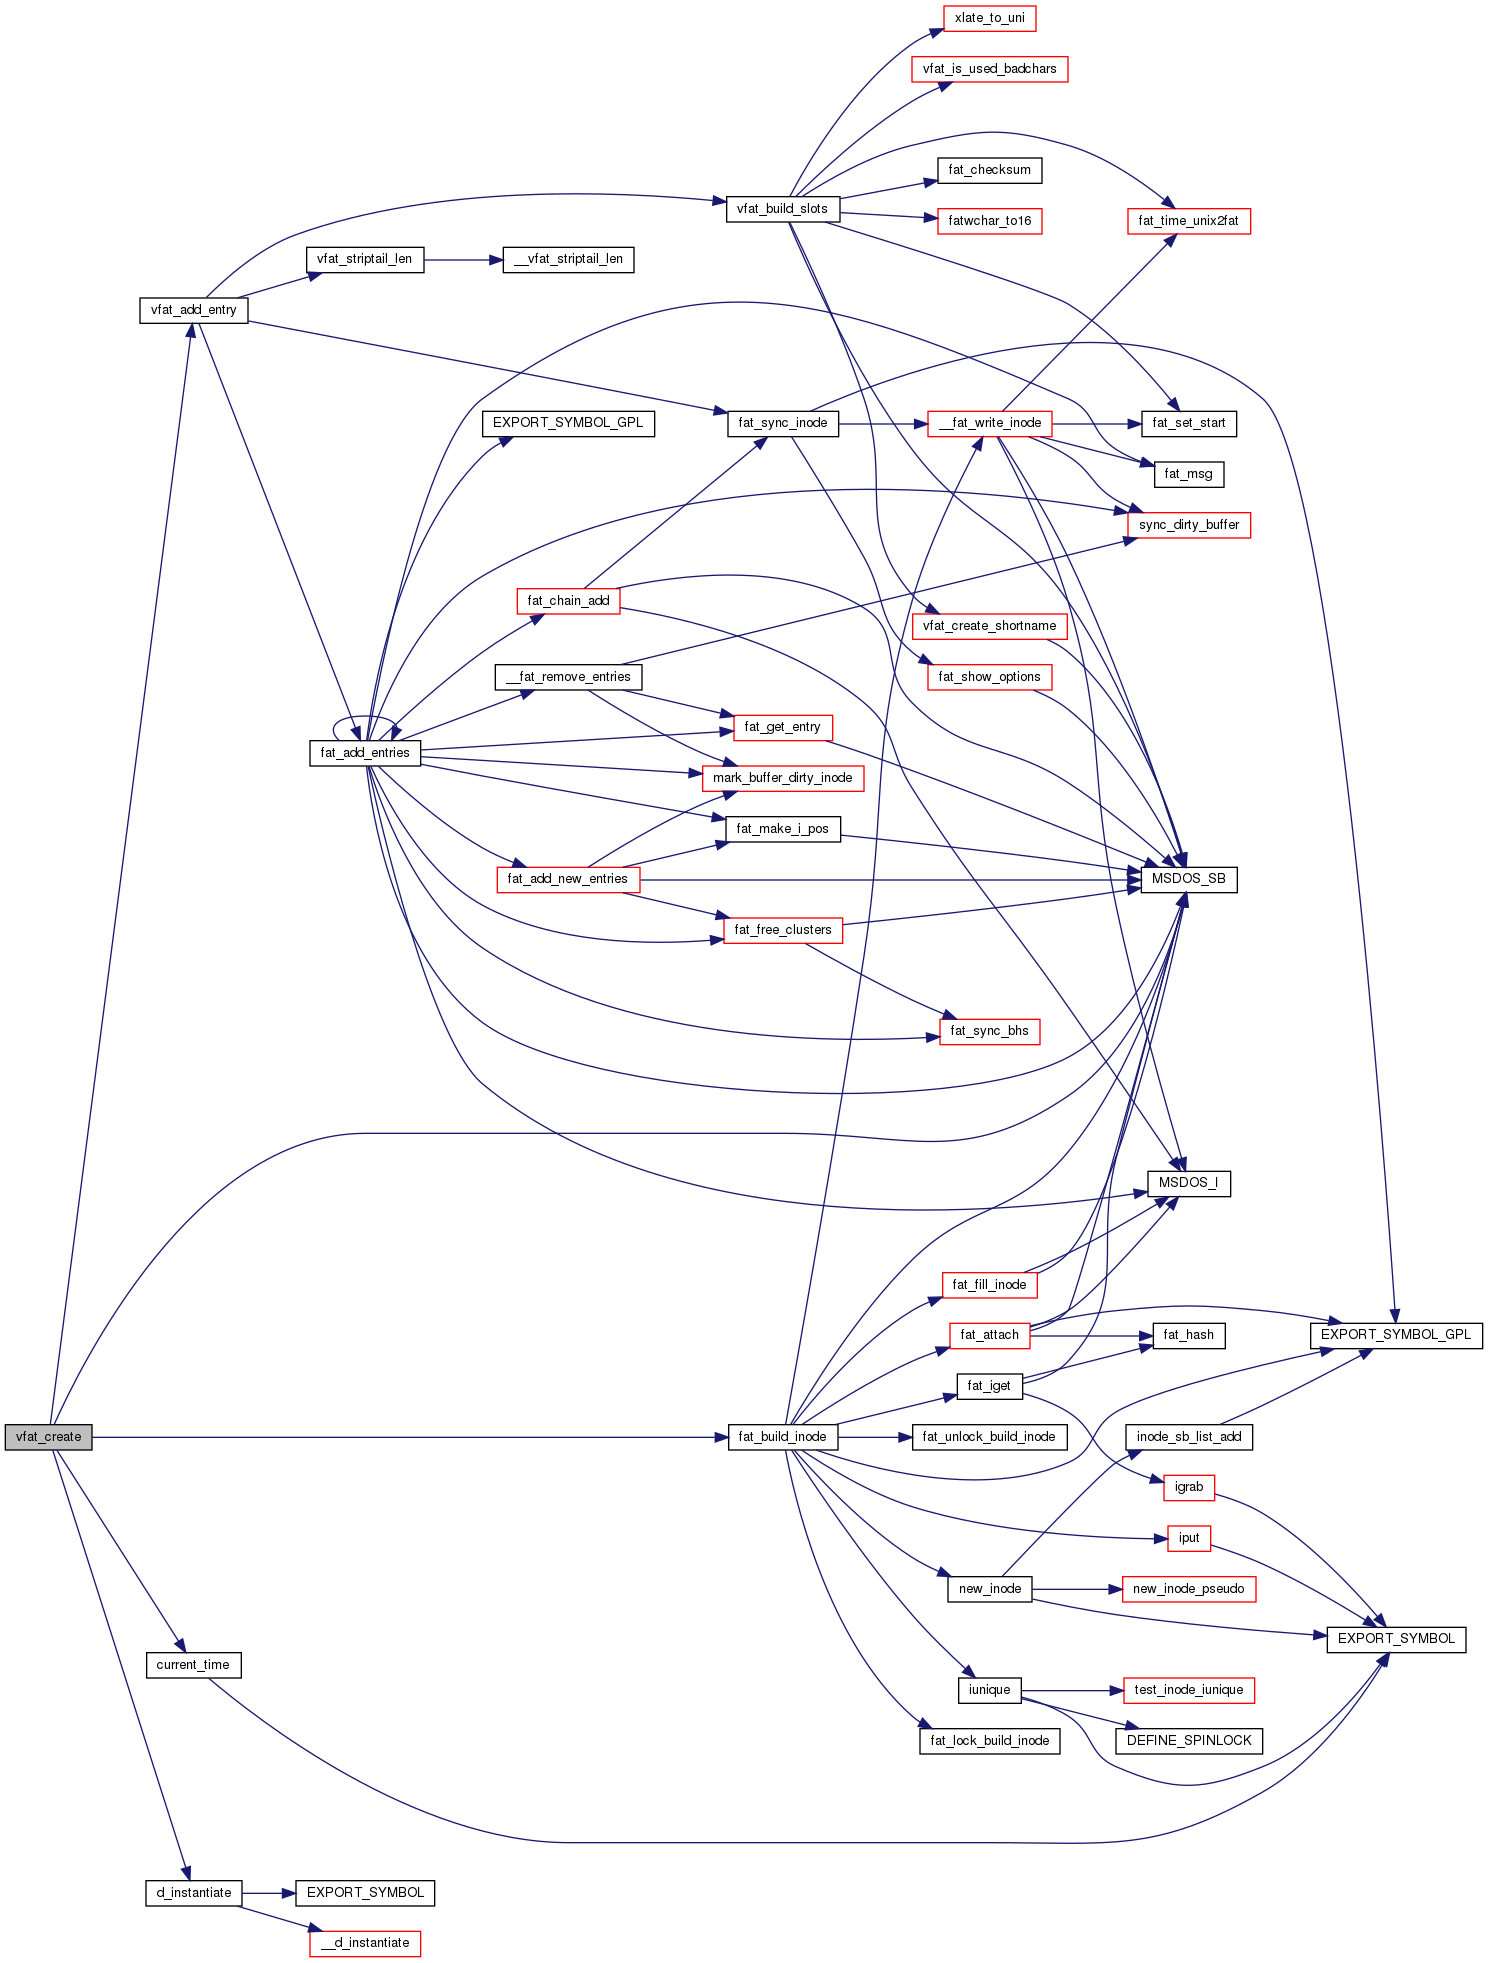 xlate_to_uni
vfat_is_used_badchars
fat_checksum
vfat_build_slots
fatwchar_to16
fat_time_unix2fat
vfat_striptail_len
__vfat_striptail_len
vfat_add_entry
EXPORT_SYMBOL_GPL
fat_sync_inode
__fat_write_inode
fat_set_start
fat_msg
sync_dirty_buffer
fat_chain_add
vfat_create_shortname
__fat_remove_entries
fat_show_options
fat_get_entry
fat_add_entries
mark_buffer_dirty_inode
fat_make_i_pos
fat_add_new_entries
MSDOS_SB
fat_free_clusters
fat_sync_bhs
MSDOS_I
fat_fill_inode
fat_attach
fat_hash
EXPORT_SYMBOL_GPL
fat_iget
vfat_create
fat_build_inode
fat_unlock_build_inode
inode_sb_list_add
igrab
iput
new_inode
new_inode_pseudo
EXPORT_SYMBOL
current_time
iunique
test_inode_iunique
fat_lock_build_inode
DEFINE_SPINLOCK
d_instantiate
EXPORT_SYMBOL
__d_instantiate